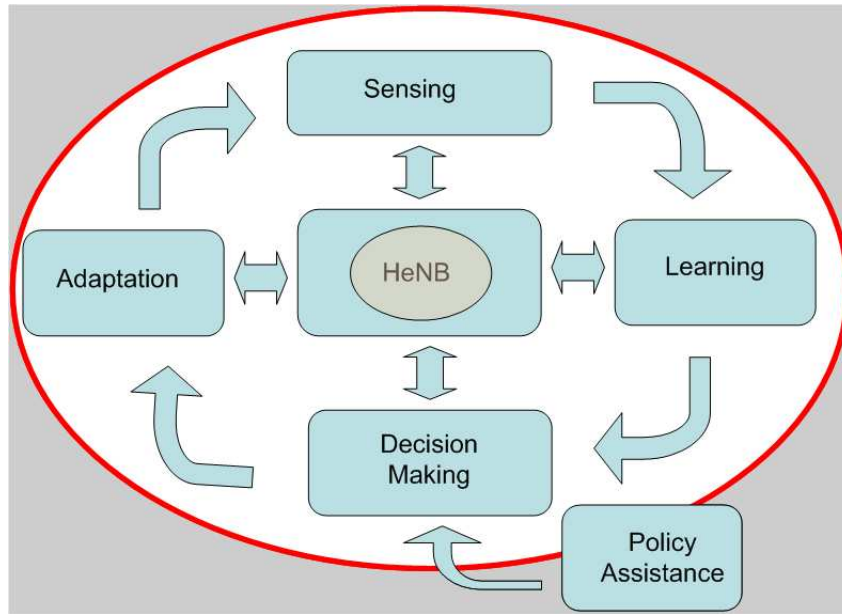 Sensing
Adaptation
HeNB
Learning
Decision
Making
Policy
Assistance